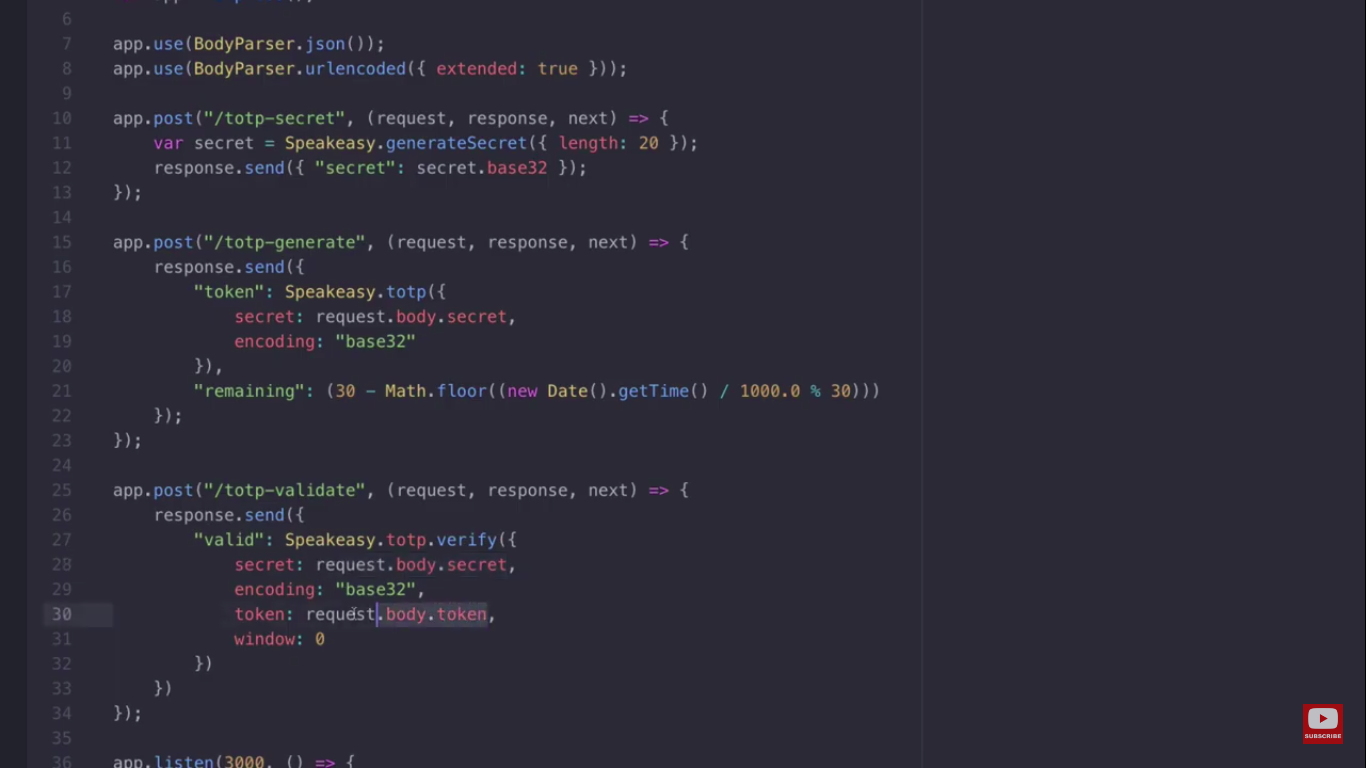 6
7 app.use(BodyParser.json());
8 app.use(BodyParser.urlencoded({ extended: true }));
9
10 app.post("/totp-secret", (request, response, next) => {
11 var secret = Speakeasy.generateSecret({ length: 20 });
12 response.send({ "secret": secret.base32 });
13 });
14
15 app.post("/totp-generate", (request, response, next) => {
16 response.send({
17 "token": Speakeasy.totp({
18 secret: request.body.secret,
19 encoding: "base32"
20 }),
21 "remaining": (30 - Math.floor((new Date().getTime() / 1000.0 % 30)))
22 });
23 });
24
25 app.post("/totp-validate", (request, response, next) => {
26 response.send({
27 "valid": Speakeasy.totp.verify({
28 secret: request.body.secret,
29 encoding: "base32",
30 token: request.body.token,
31 window: 0
32 })
33 })
34 });
35
36 app.listen(3000, () => {
SUBSCRIBE